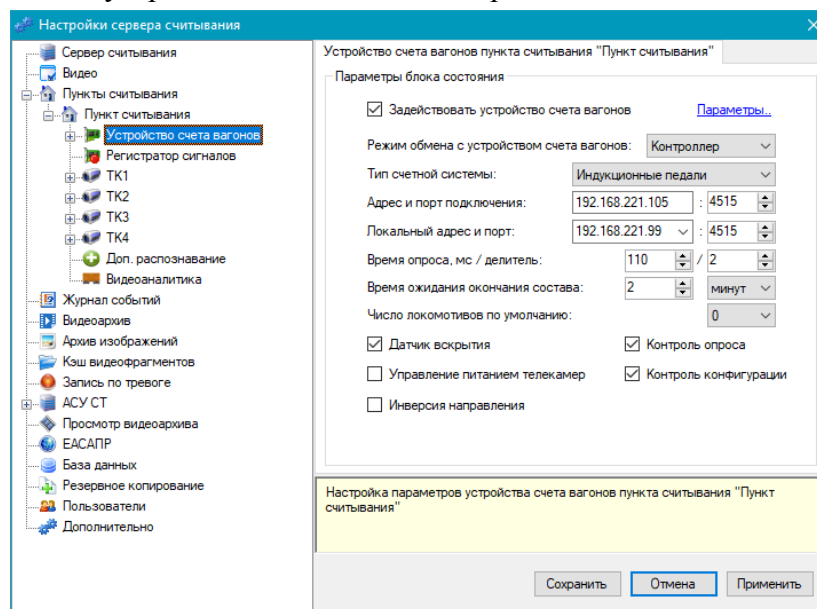 Настройки сервера считывания
Сервер считывания
Видео
Пункты считывания
Пункт считывания
Устройство счета вагонов
Регистратор сигналов
ТК1
ТК2
ТК3
ТК4
Доп. распознавание
Видеоаналитика
Журнал событий
Видеоархив
Архив изображений
Кэш видеофрагментов
Запись по тревоге
АСУ СТ
Просмотр видеоархива
ЕАСАПР
База данных
Резервное копирование
Пользователи
Дополнительно
Устройство счета вагонов пункта считывания "Пункт считывания"
Параметры блока состояния
Задействовать устройство счета вагонов Параметры..
Режим обмена с устройством счета вагонов: Контроллер
Тип счетной системы: Индукционные педали
Адрес и порт подключения: 192.168.221.105 : 4515
Локальный адрес и порт: 192.168.221.99 : 4515
Время опроса, мс / делитель: 110 / 2
Время ожидания окончания состава: 2 минут
Число локомотивов по умолчанию: 0
Датчик вскрытия Контроль опроса
Управление питанием телекамер Контроль конфигурации
Инверсия направления
Настройка параметров устройства счета вагонов пункта считывания "Пункт
считывания"
Сохранить Отмена Применить